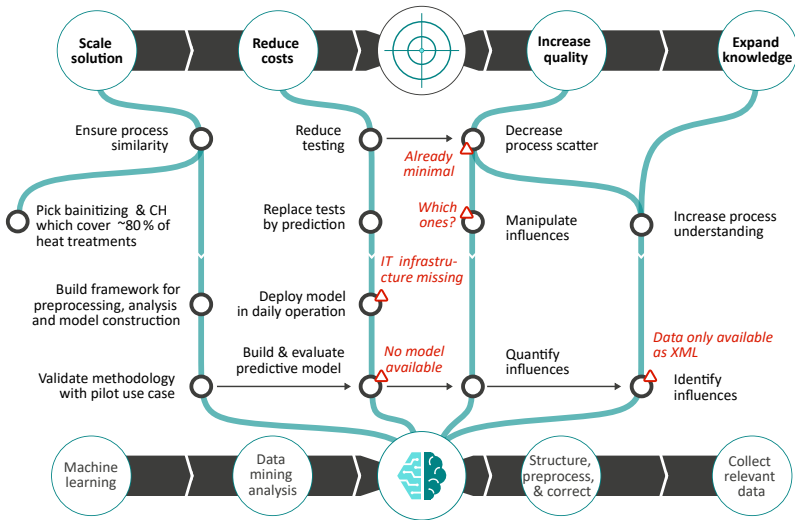 Scale
solution
Reduce
costs
Increase
quality
Expand
knowledge
Ensure process
similarity
Reduce
testing
Decrease
process scatter
Already
minimal
Pick bainitizing & CH
which cover ~80 % of
heat treatments
Replace tests
by prediction
Which
ones?
Manipulate
influences
Increase process
understanding
IT infrastru-
cture missing
Build framework for
preprocessing, analysis
and model construction
Deploy model
in daily operation
Data only available
as XML
Build & evaluate
predictive model
No model
available
Quantify
influences
Validate methodology
with pilot use case
Identify
influences
Machine
learning
Data
mining
analysis
Structure,
preprocess,
& correct
Collect
relevant
data